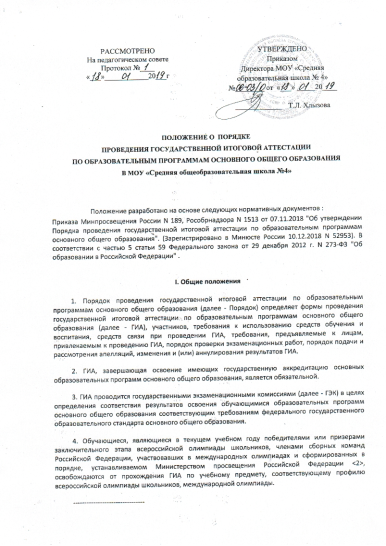 РАССМОТРЕНО
На педагогическом совете
Протокол № 1
«18» 01 2019 г
УТВЕРЖДЕНО
Приказом
Директора МОУ «Средняя
образовательная школа № 4»
от «18» 01 2019
Т.Л. Хлызова
ПОЛОЖЕНИЕ О ПОРЯДКЕ
ПРОВЕДЕНИЯ ГОСУДАРСТВЕННОЙ ИТОГОВОЙ АТТЕСТАЦИИ
ПО ОБРАЗОВАТЕЛЬНЫМ ПРОГРАММАМ ОСНОВНОГО ОБЩЕГО ОБРАЗОВАНИЯ
В МОУ «Средняя общеобразовательная школа №4»
Положение разработано на основе следующих нормативных документов :
Приказа Минпросвещения России N 189, Рособрнадзора N 1513 от 07.11.2018 "Об утверждении
Порядка проведения государственной итоговой аттестации по образовательным программам
основного общего образования". (Зарегистрировано в Минюсте России 10.12.2018 N 52953). В
соответствии с частью 5 статьи 59 Федерального закона от 29 декабря 2012 г. N 273-ФЗ "Об
образовании в Российской Федерации" .
I. Общие положения
1. Порядок проведения государственной итоговой аттестации по образовательным
программам основного общего образования (далее - Порядок) определяет формы проведения
государственной итоговой аттестации по образовательным программам основного общего
образования (далее - ГИА), участников, требования к использованию средств обучения и
воспитания, средств связи при проведении ГИА, требования, предъявляемые к лицам,
привлекаемым к проведению ГИА, порядок проверки экзаменационных работ, порядок подачи и
рассмотрения апелляций, изменения и (или) аннулирования результатов ГИА.
2. ГИА, завершающая освоение имеющих государственную аккредитацию основных
образовательных программ основного общего образования, является обязательной.
3. ГИА проводится государственными экзаменационными комиссиями (далее - ГЭК) в целях
определения соответствия результатов освоения обучающимися образовательных программ
основного общего образования соответствующим требованиям федерального государственного
образовательного стандарта основного общего образования.
4. Обучающиеся, являющиеся в текущем учебном году победителями или призерами
заключительного этапа всероссийской олимпиады школьников, членами сборных команд
Российской Федерации, участвовавших в международных олимпиадах и сформированных в
порядке, устанавливаемом Министерством просвещения Российской Федерации <2>,
освобождаются от прохождения ГИА по учебному предмету, соответствующему профилю
всероссийской олимпиады школьников, международной олимпиады.
--------------------------------